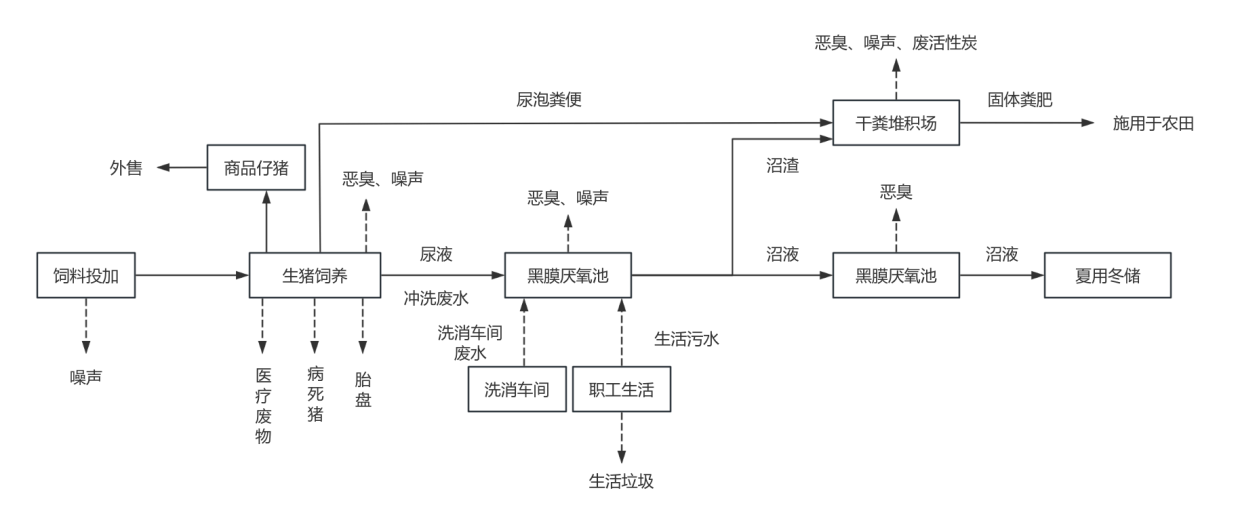 恶臭、噪声、废活性炭
尿泡粪便
固体粪肥
干粪堆积场
施用于农田
外售
商品仔猪
沼渣
恶臭、噪声
恶臭、噪声
恶臭
饲料投加
生猪饲养
尿液
冲洗废水
黑膜厌氧池
沼液
黑膜厌氧池
沼液
夏用冬储
洗消车间
废水
生活污水
噪声
医疗废物
病死猪
胎盘
洗消车间
职工生活
生活垃圾